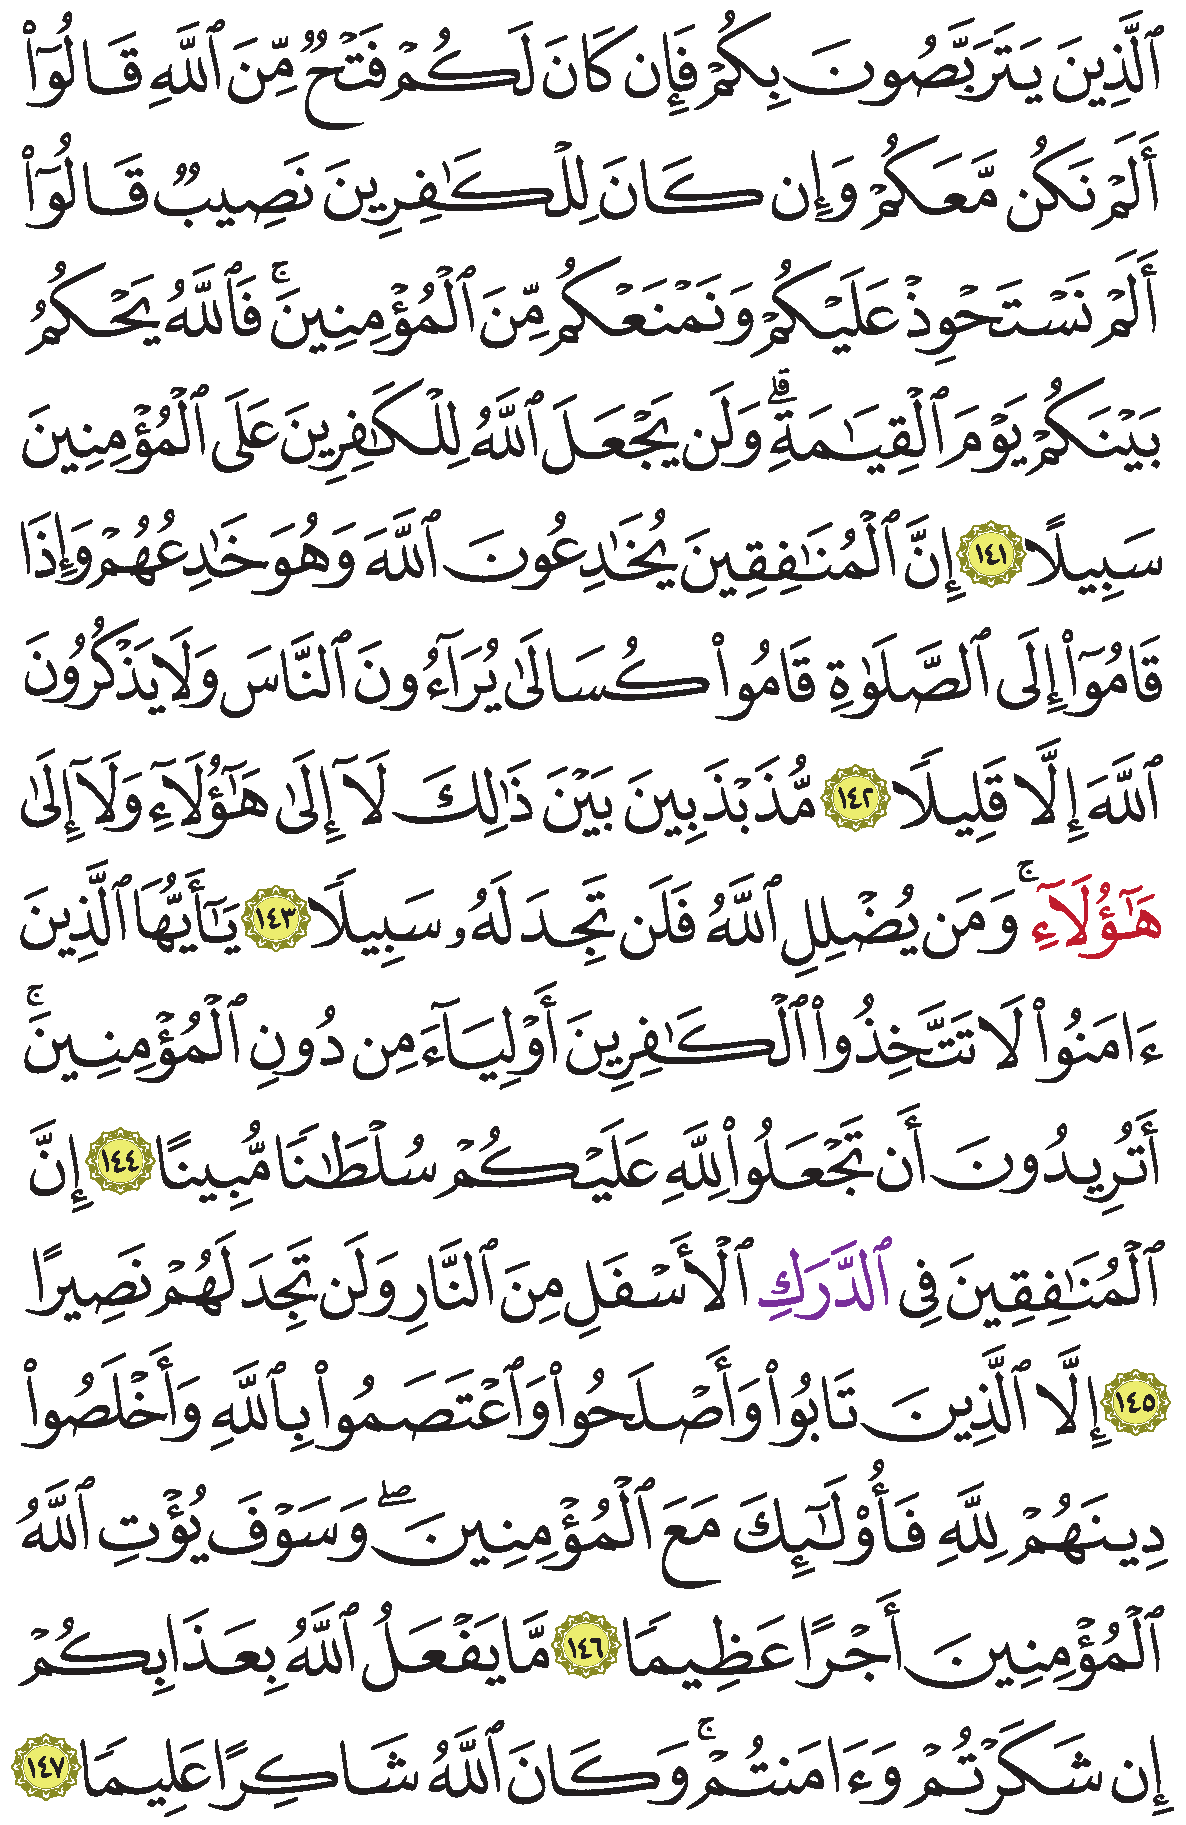 ٱلَّذِينَ يَتَرَبَّصُونَ بِكُمْ فَإِن كَانَ لَكُمْ فَتْحٌ مِّنَ ٱللَّهِ قَالُوٓا۟
أَلَمْ نَكُن مَّعَكُمْ وَإِن كَانَ لِلْكَٰفِرِينَ نَصِيبٌ قَالُوٓا۟
أَلَمْ نَسْتَحْوِذْ عَلَيْكُمْ وَنَمْنَعْكُم مِّنَ ٱلْمُؤْمِنِينَ ۚ فَٱللَّهُ يَحْكُمُ
بَيْنَكُمْ يَوْمَ ٱلْقِيَٰمَةِ ۗ وَلَن يَجْعَلَ ٱللَّهُ لِلْكَٰفِرِينَ عَلَى ٱلْمُؤْمِنِينَ
سَبِيلًا ١٤١ إِنَّ ٱلْمُنَٰفِقِينَ يُخَٰدِعُونَ ٱللَّهَ وَهُوَ خَٰدِعُهُمْ وَإِذَا
قَامُوٓا۟ إِلَى ٱلصَّلَوٰةِ قَامُوا۟ كُسَالَىٰ يُرَآءُونَ ٱلنَّاسَ وَلَا يَذْكُرُونَ
ٱللَّهَ إِلَّا قَلِيلًا ١٤٢ مُّذَبْذَبِينَ بَيْنَ ذَٰلِكَ لَآ إِلَىٰ هَٰٓؤُلَآءِ وَلَآ إِلَىٰ
هَٰٓؤُلَآءِ ۚ وَمَن يُضْلِلِ ٱللَّهُ فَلَن تَجِدَ لَهُۥ سَبِيلًا ١٤٣ يَٰٓأَيُّهَا ٱلَّذِينَ
ءَامَنُوا۟ لَا تَتَّخِذُوا۟ ٱلْكَٰفِرِينَ أَوْلِيَآءَ مِن دُونِ ٱلْمُؤْمِنِينَ ۚ
أَتُرِيدُونَ أَن تَجْعَلُوا۟ لِلَّهِ عَلَيْكُمْ سُلْطَٰنًا مُّبِينًا ١٤٤ إِنَّ
ٱلْمُنَٰفِقِينَ فِى ٱلدَّرَكِ ٱلْأَسْفَلِ مِنَ ٱلنَّارِ وَلَن تَجِدَ لَهُمْ نَصِيرًا
١٤٥ إِلَّا ٱلَّذِينَ تَابُوا۟ وَأَصْلَحُوا۟ وَٱعْتَصَمُوا۟ بِٱللَّهِ وَأَخْلَصُوا۟
دِينَهُمْ لِلَّهِ فَأُو۟لَٰٓئِكَ مَعَ ٱلْمُؤْمِنِينَ ۖ وَسَوْفَ يُؤْتِ ٱللَّهُ
ٱلْمُؤْمِنِينَ أَجْرًا عَظِيمًا ١٤٦ مَّا يَفْعَلُ ٱللَّهُ بِعَذَابِكُمْ
إِن شَكَرْتُمْ وَءَامَنتُمْ ۚ وَكَانَ ٱللَّهُ شَاكِرًا عَلِيمًا ١٤٧